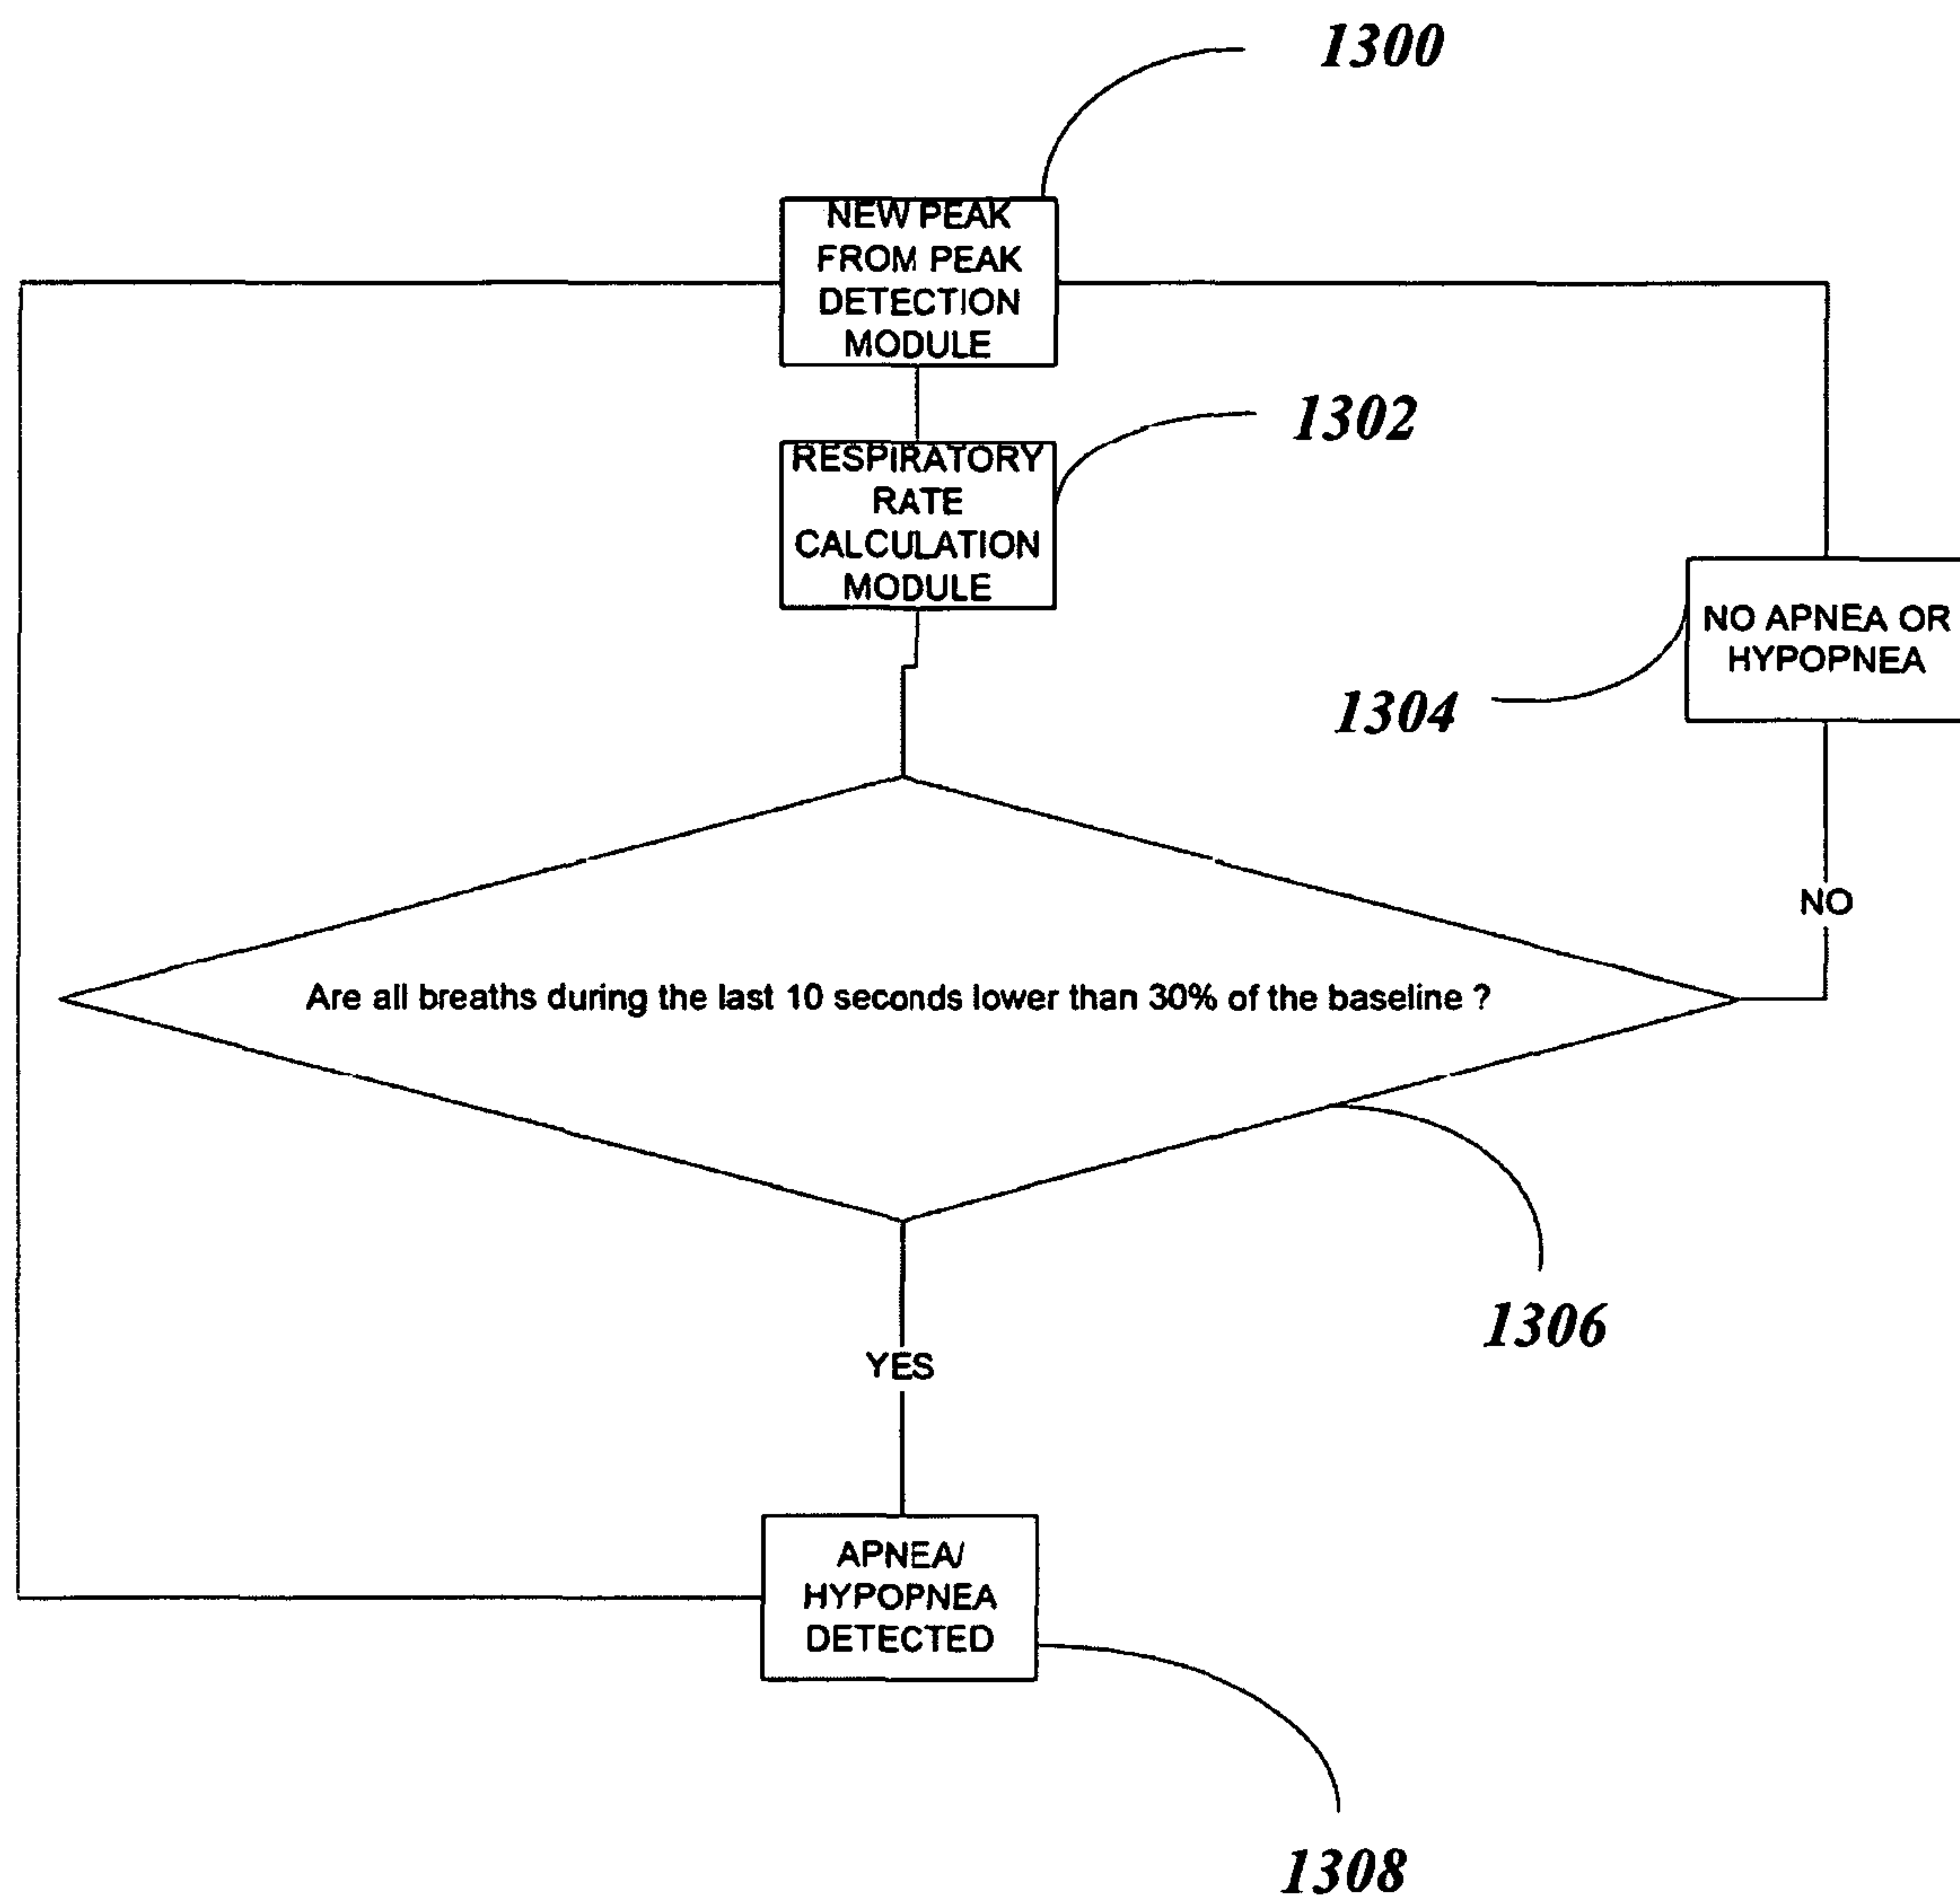 1300
NEW PEAK
FROM PEAK
DETECTION
MODULE
1302
RESPIRATORY
RATE
CALCULATION
MODULE
NO APNEA OR
HYPOPNEA
1304
NO
Are all breaths during the last 10 seconds lower than 30% of the baseline ?
1306
YES
APNEA/
HYPOPNEA
DETECTED
1308